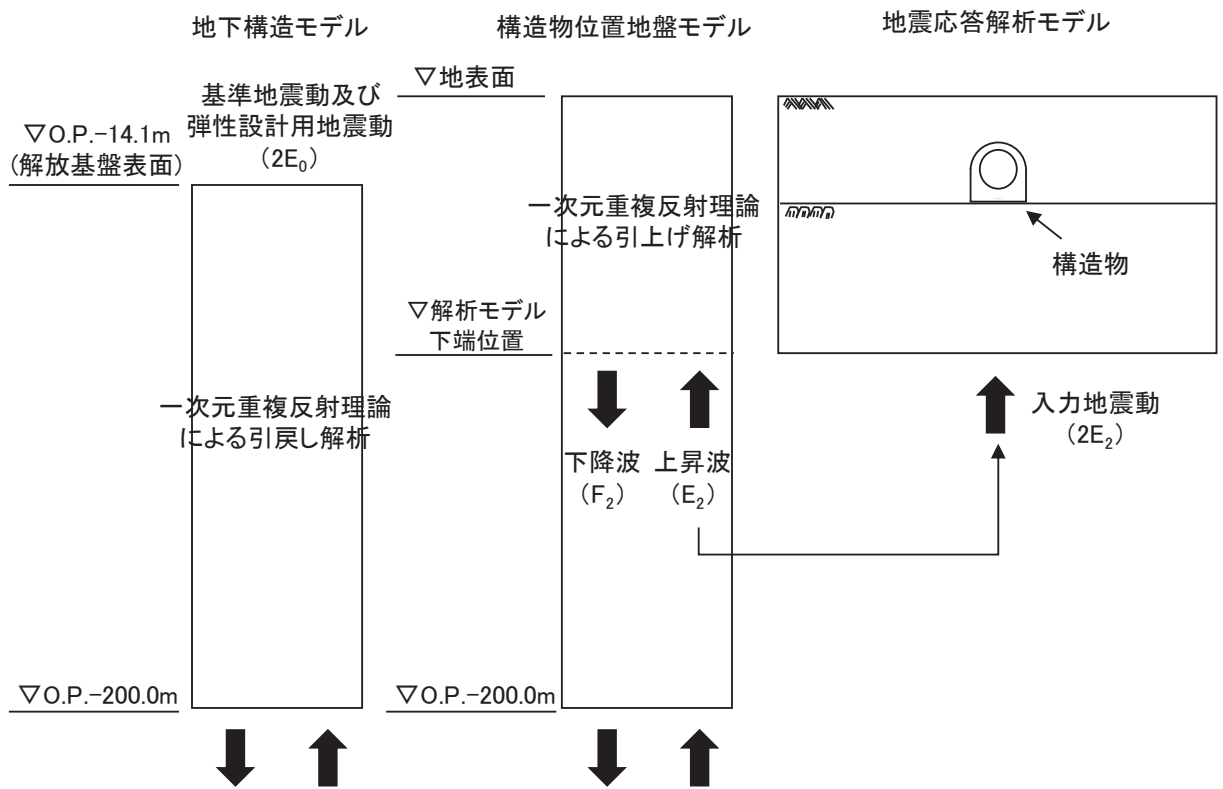 地下構造モデル
基準地震動及び
弾性設計用地震動
（2E₀）
▽O.P.-14.1m
(解放基盤表面)
一次元重複反射理論
による引戻し解析
▽O.P.-200.0m
構造物位置地盤モデル
▽地表面
一次元重複反射理論
による引上げ解析
▽解析モデル
下端位置
下降波
（F₂）
上昇波
（E₂）
▽O.P.-200.0m
地震応答解析モデル
構造物
入力地震動
（2E₂）